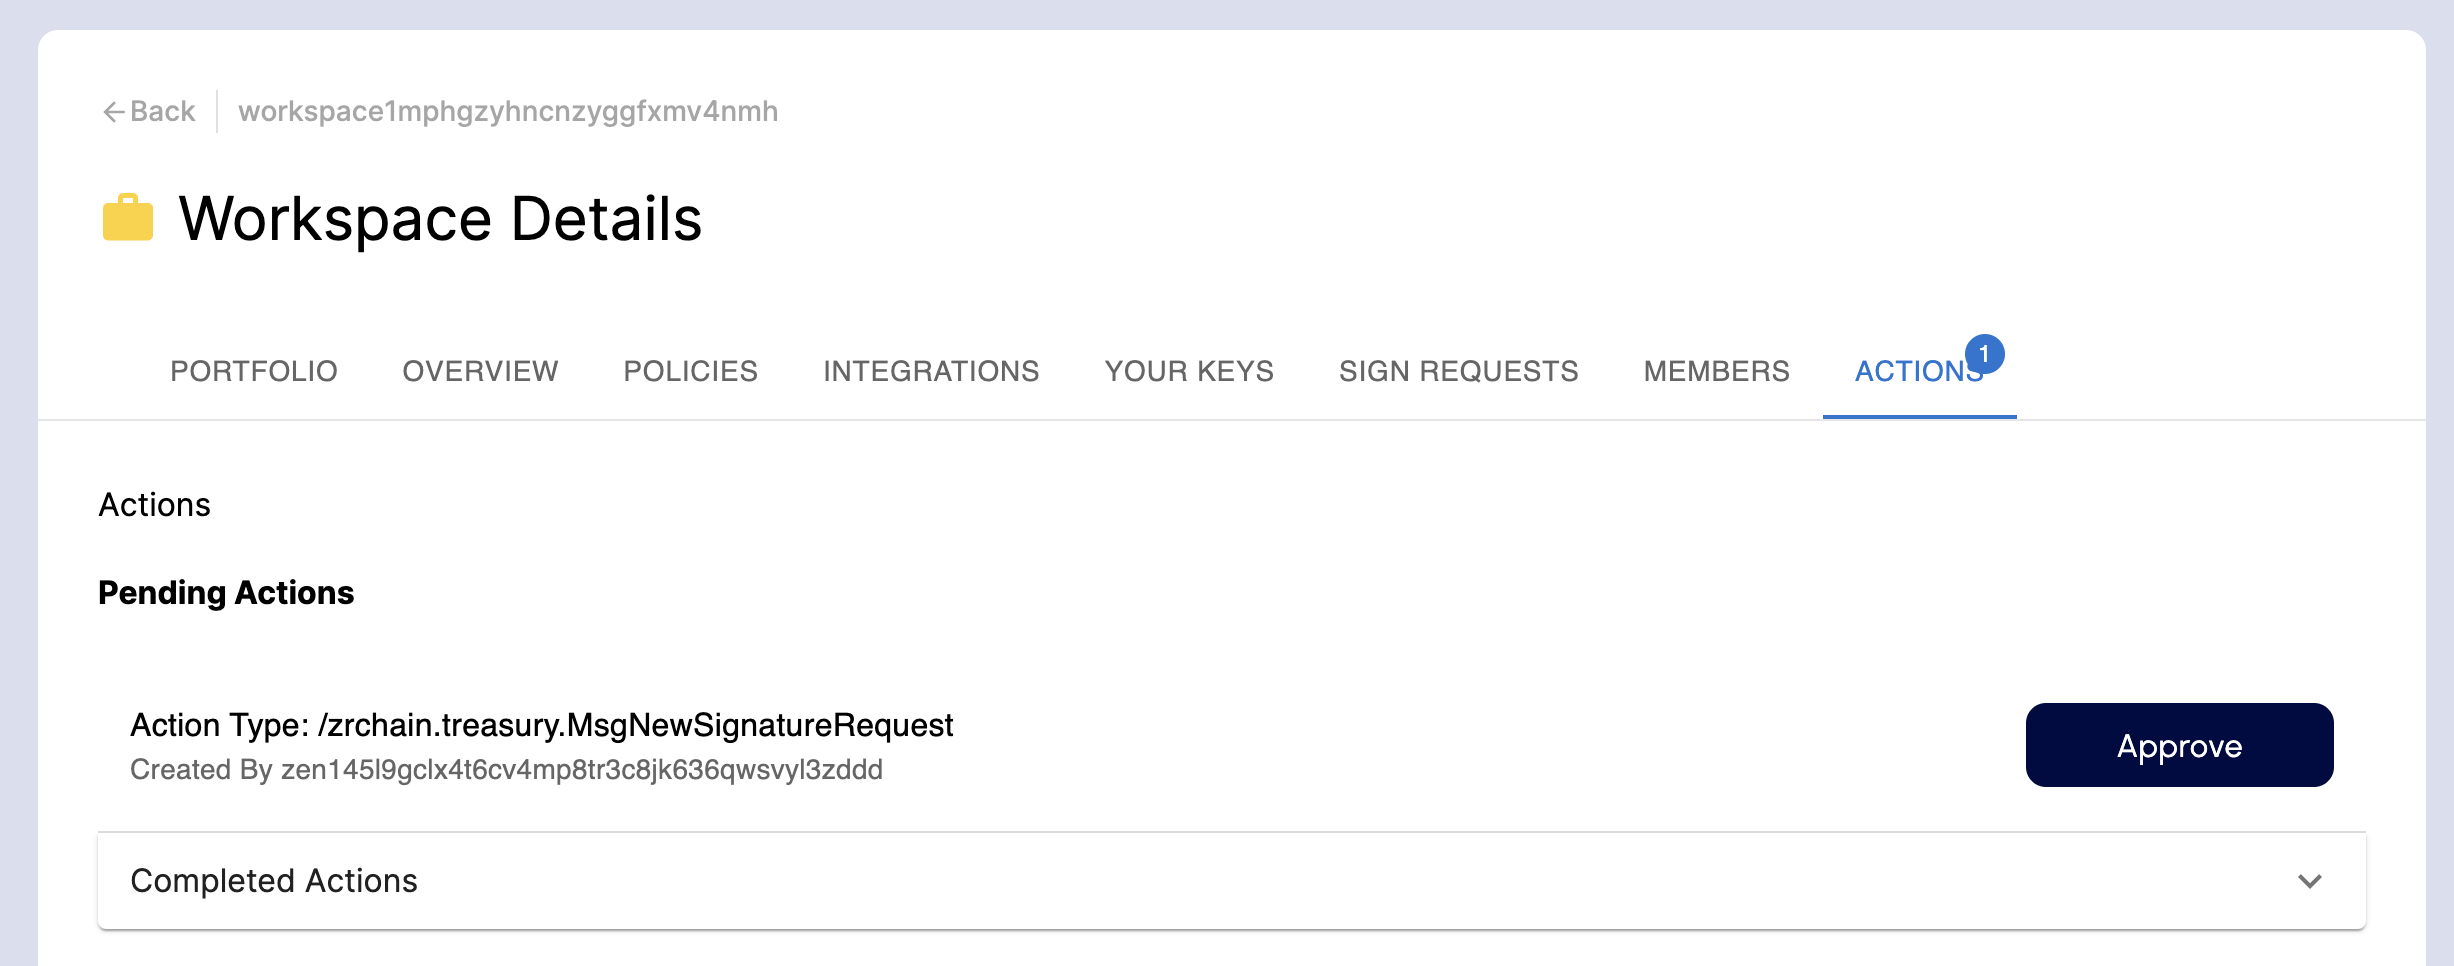 Back
workspace1mphgzyhncnzyggfxmv4nmh
Workspace Details
PORTFOLIO OVERVIEW POLICIES INTEGRATIONS YOUR KEYS SIGN REQUESTS MEMBERS ACTIONS 1
Actions
Pending Actions
Action Type: /zrchain.treasury.MsgNewSignatureRequest
Created By zen145l9gclx4t6cv4mp8tr3c8jk636qwsvyl3zddd
Approve
Completed Actions